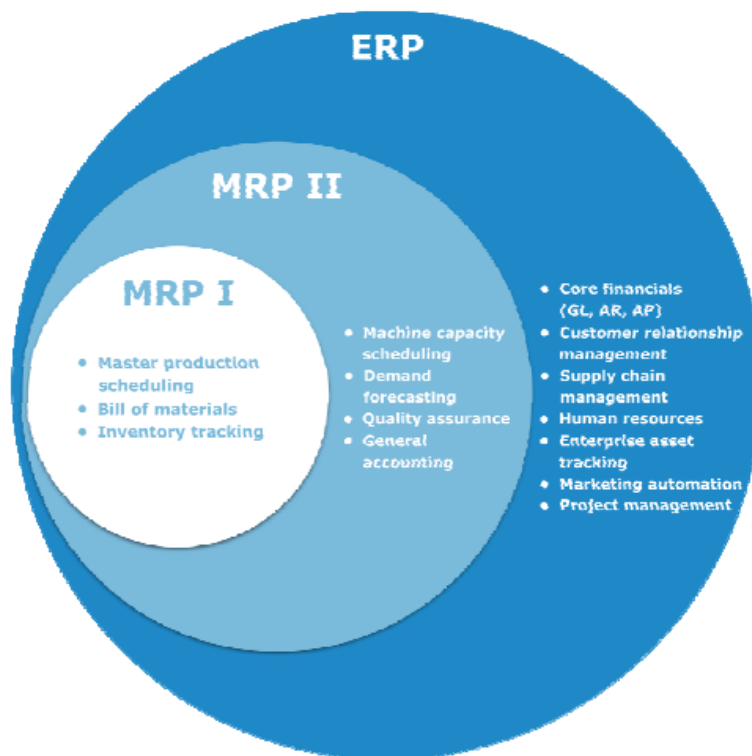 ERP
MRP II
MRP I
• Master production
scheduling
• Bill of materials
• Inventory tracking
• Machine capacity
scheduling
• Demand
forecasting
• Quality assurance
• General
accounting
• Core financials
(GL, AR, AP)
• Customer relationship
management
• Supply chain
management
• Human resources
• Enterprise asset
tracking
• Marketing automation
• Project management